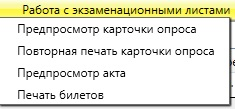 Работа с экзаменационными листами
Предпросмотр карточки опроса
Повторная печать карточки опроса
Предпросмотр акта
Печать билетов